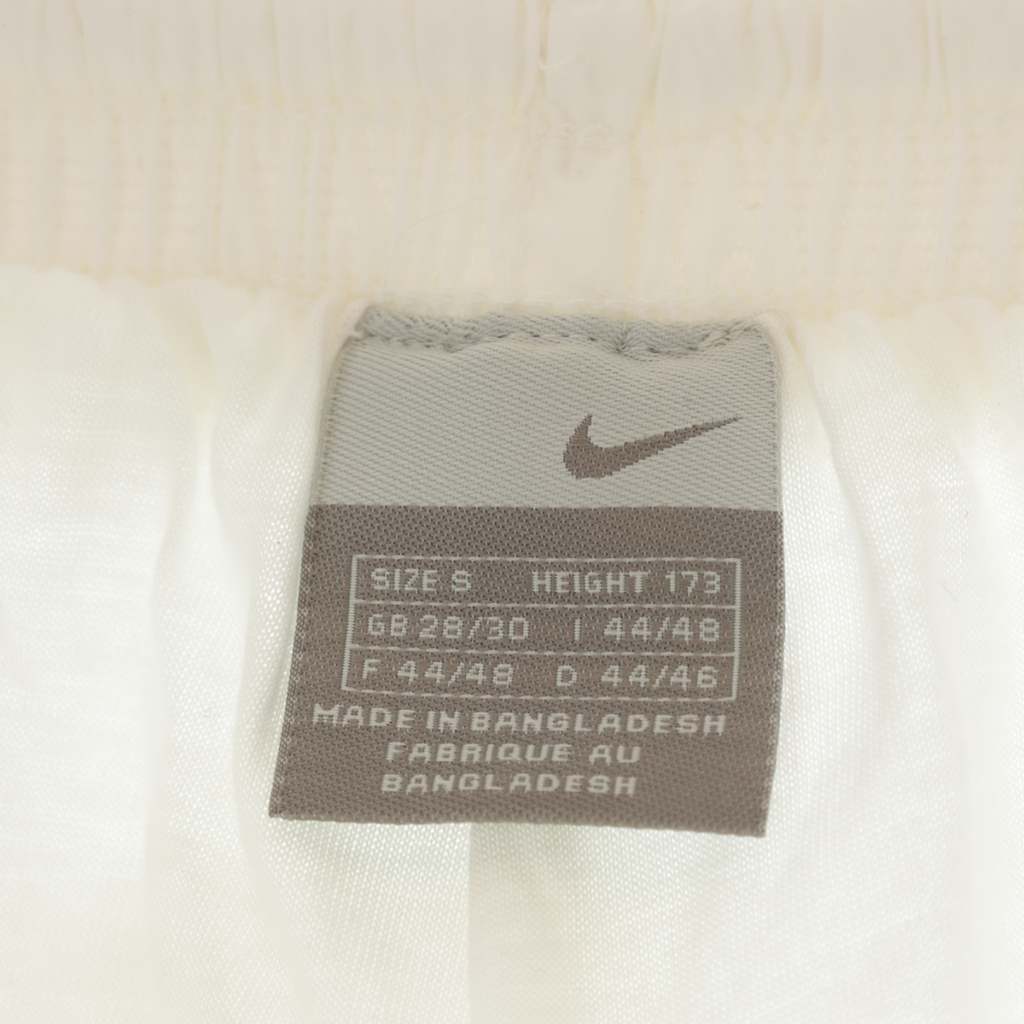 SIZE S HEIGHT 173
GB 28/30 I 44/48
F 44/48 D 44/46
MADE IN BANGLADESH
FABRIQUE AU
BANGLADESH